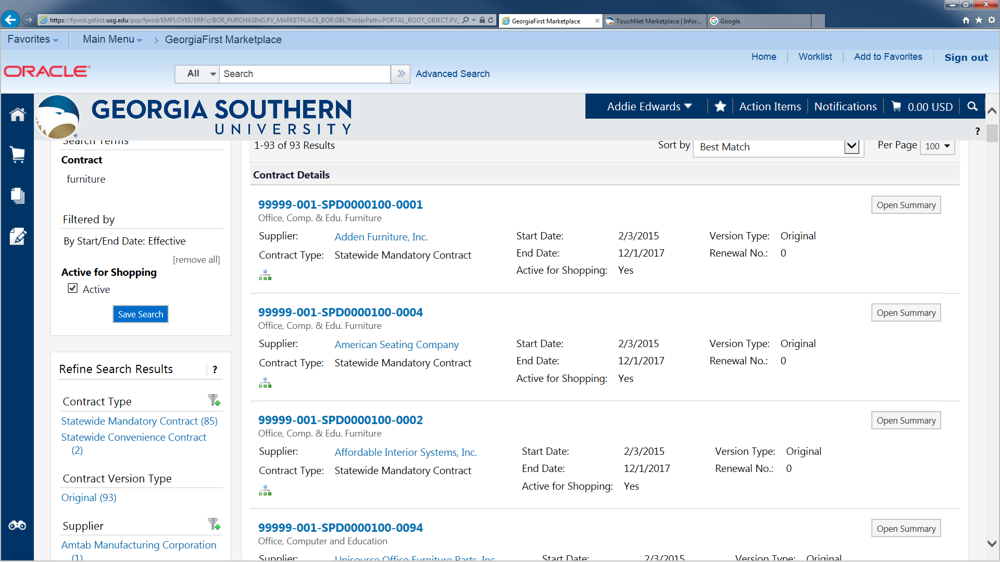 https://fprod.gafirst.usg.edu/psp/fprod/EMPLOYEE/ERP/c/BOR_PURCHASING.PV_MARKETPLACE_BOR.GBL?FolderPath=PORTAL_ROOT_OBJECT.PV_
GeorgiaFirst Marketplace
TouchNet Marketplace | Infor...
Google
Favorites
Main Menu
GeorgiaFirst Marketplace
Home
Worklist
Add to Favorites
Sign out
ORACLE
All
Search
Advanced Search
GEORGIA SOUTHERN
UNIVERSITY
Addie Edwards
Action Items
Notifications
0.00 USD
?
Search Terms
Contract
furniture
Filtered by
By Start/End Date: Effective
[remove all]
Active for Shopping
Active
Save Search
Refine Search Results
?
Contract Type
Statewide Mandatory Contract (85)
Statewide Convenience Contract
(2)
Contract Version Type
Original (93)
Supplier
Amtab Manufacturing Corporation
(1)
1-93 of 93 Results
Sort by
Best Match
Per Page
100
Contract Details
99999-001-SPD0000100-0001
Open Summary
Office, Comp. & Edu. Furniture
Supplier: Adden Furniture, Inc. Start Date: 2/3/2015 Version Type: Original
Contract Type: Statewide Mandatory Contract End Date: 12/1/2017 Renewal No.: 0
Active for Shopping: Yes
99999-001-SPD0000100-0004
Open Summary
Office, Comp. & Edu. Furniture
Supplier: American Seating Company Start Date: 2/3/2015 Version Type: Original
Contract Type: Statewide Mandatory Contract End Date: 12/1/2017 Renewal No.: 0
Active for Shopping: Yes
99999-001-SPD0000100-0002
Open Summary
Office, Comp. & Edu. Furniture
Supplier: Affordable Interior Systems, Inc. Start Date: 2/3/2015 Version Type: Original
Contract Type: Statewide Mandatory Contract End Date: 12/1/2017 Renewal No.: 0
Active for Shopping: Yes
99999-001-SPD0000100-0094
Open Summary
Office, Computer and Education
Supplier: Unisource Office Furniture Parts, Inc. Start Date: 2/3/2015 Version Type: Original